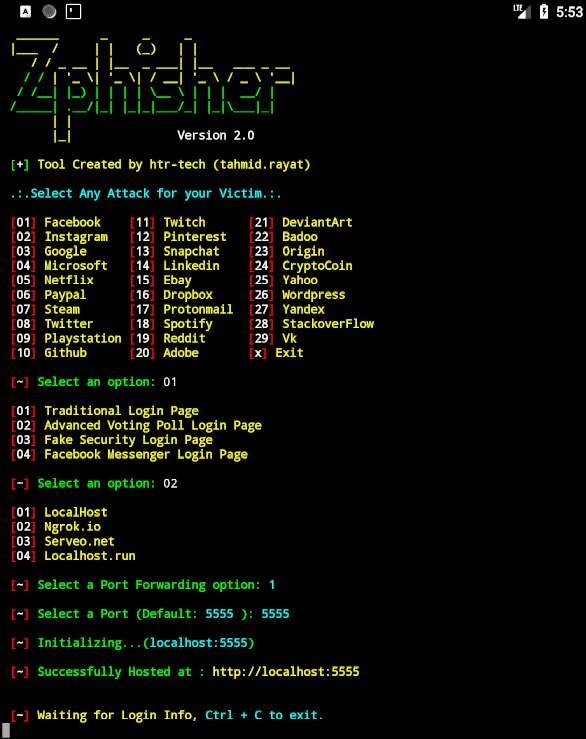 LTE 5:53
Zphisher
Version 2.0
[+] Tool Created by htr-tech (tahmid.rayat)
.:.Select Any Attack for your Victim.:.
[01] Facebook [11] Twitch [21] DeviantArt
[02] Instagram [12] Pinterest [22] Badoo
[03] Google [13] Snapchat [23] Origin
[04] Microsoft [14] Linkedin [24] CryptoCoin
[05] Netflix [15] Ebay [25] Yahoo
[06] Paypal [16] Dropbox [26] Wordpress
[07] Steam [17] Protonmail [27] Yandex
[08] Twitter [18] Spotify [28] StackoverFlow
[09] Playstation [19] Reddit [29] Vk
[10] Github [20] Adobe [x] Exit
[~] Select an option: 01
[01] Traditional Login Page
[02] Advanced Voting Poll Login Page
[03] Fake Security Login Page
[04] Facebook Messenger Login Page
[~] Select an option: 02
[01] LocalHost
[02] Ngrok.io
[03] Serveo.net
[04] Localhost.run
[~] Select a Port Forwarding option: 1
[~] Select a Port (Default: 5555 ): 5555
[~] Initializing...(localhost:5555)
[~] Successfully Hosted at : http://localhost:5555
[~] Waiting for Login Info, Ctrl + C to exit.